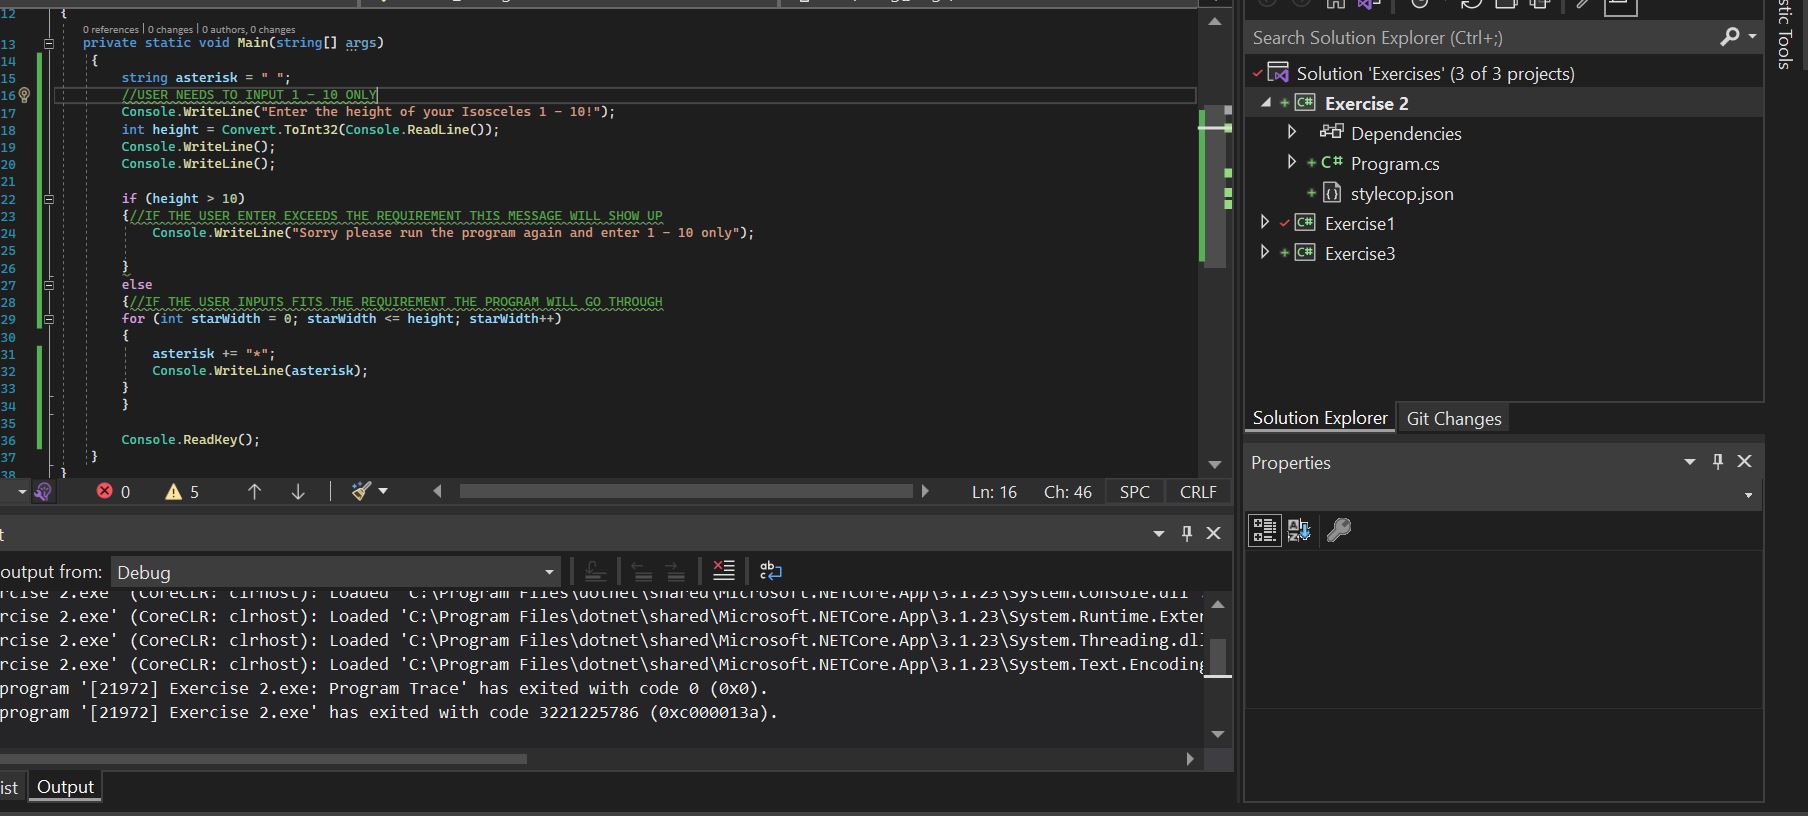 12 {
0 references | 0 changes | 0 authors, 0 changes
13 private static void Main(string[] args)
14 {
15 string asterisk = " ";
16 //USER NEEDS TO INPUT 1 - 10 ONLY
17 Console.WriteLine("Enter the height of your Isosceles 1 - 10!");
18 int height = Convert.ToInt32(Console.ReadLine());
19 Console.WriteLine();
20 Console.WriteLine();
21
22 if (height > 10)
23 {//IF THE USER ENTER EXCEEDS THE REQUIREMENT THIS MESSAGE WILL SHOW UP
24 Console.WriteLine("Sorry please run the program again and enter 1 - 10 only");
25
26 }
27 else
28 {//IF THE USER INPUTS FITS THE REQUIREMENT THE PROGRAM WILL GO THROUGH
29 for (int starWidth = 0; starWidth <= height; starWidth++)
30 {
31 asterisk += "*";
32 Console.WriteLine(asterisk);
33 }
34 }
35
36 Console.ReadKey();
37 }
38 }
0 5 Ln: 16 Ch: 46 SPC CRLF
t
output from: Debug
rcise 2.exe' (CoreCLR: clrhost): Loaded 'C:\Program Files\dotnet\shared\Microsoft.NETCore.App\3.1.23\System.Console.dll'.
rcise 2.exe' (CoreCLR: clrhost): Loaded 'C:\Program Files\dotnet\shared\Microsoft.NETCore.App\3.1.23\System.Runtime.Exter
rcise 2.exe' (CoreCLR: clrhost): Loaded 'C:\Program Files\dotnet\shared\Microsoft.NETCore.App\3.1.23\System.Threading.dll
rcise 2.exe' (CoreCLR: clrhost): Loaded 'C:\Program Files\dotnet\shared\Microsoft.NETCore.App\3.1.23\System.Text.Encoding
program '[21972] Exercise 2.exe: Program Trace' has exited with code 0 (0x0).
program '[21972] Exercise 2.exe' has exited with code 3221225786 (0xc000013a).
ist Output
Search Solution Explorer (Ctrl+;)
Solution 'Exercises' (3 of 3 projects)
C# Exercise 2
Dependencies
C# Program.cs
stylecop.json
C# Exercise1
C# Exercise3
Solution Explorer Git Changes
Properties
stic Tools